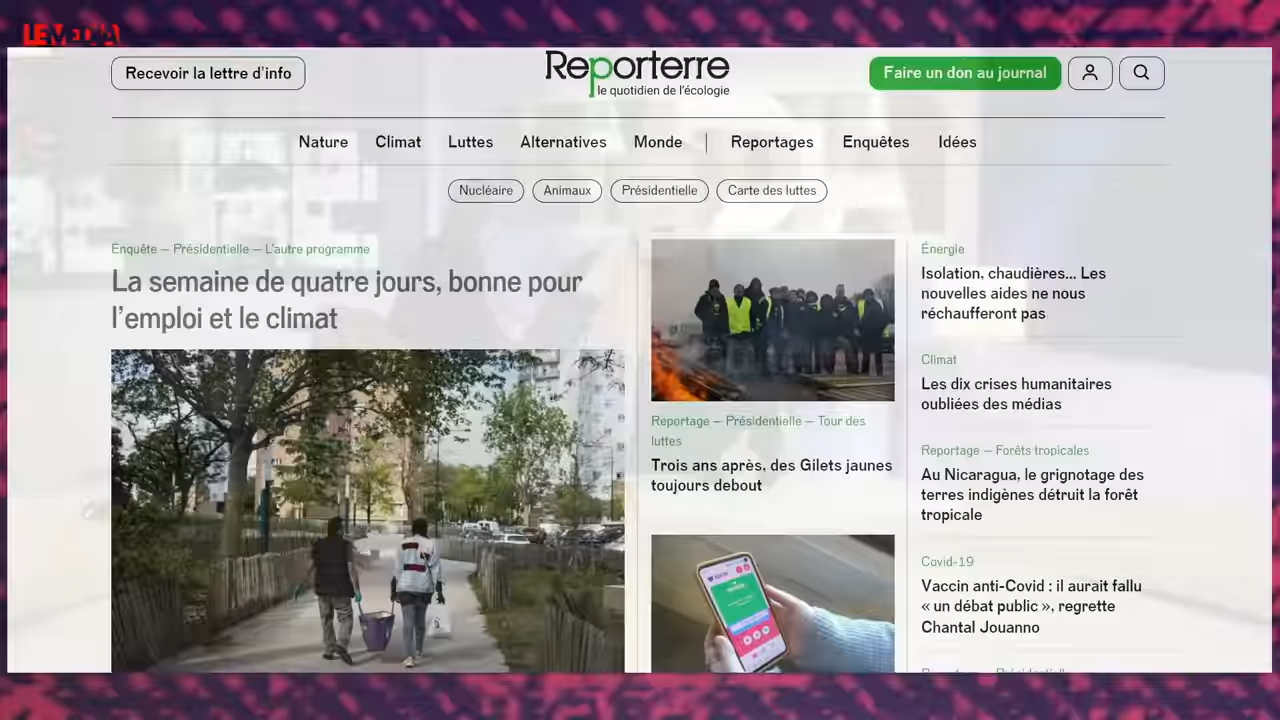 LEMEDIA
Recevoir la lettre d'info
Reporterre
le quotidien de l'écologie
Faire un don au journal
Nature
Climat
Luttes
Alternatives
Monde
Reportages
Enquêtes
Idées
Nucléaire
Animaux
Présidentielle
Carte des luttes
Enquête — Présidentielle — L'autre programme
La semaine de quatre jours, bonne pour
l'emploi et le climat
Reportage — Présidentielle — Tour des
luttes
Trois ans après, des Gilets jaunes
toujours debout
Énergie
Isolation, chaudières... Les
nouvelles aides ne nous
réchaufferont pas
Climat
Les dix crises humanitaires
oubliées des médias
Reportage — Forêts tropicales
Au Nicaragua, le grignotage des
terres indigènes détruit la forêt
tropicale
Covid-19
Vaccin anti-Covid : il aurait fallu
« un débat public », regrette
Chantal Jouanno